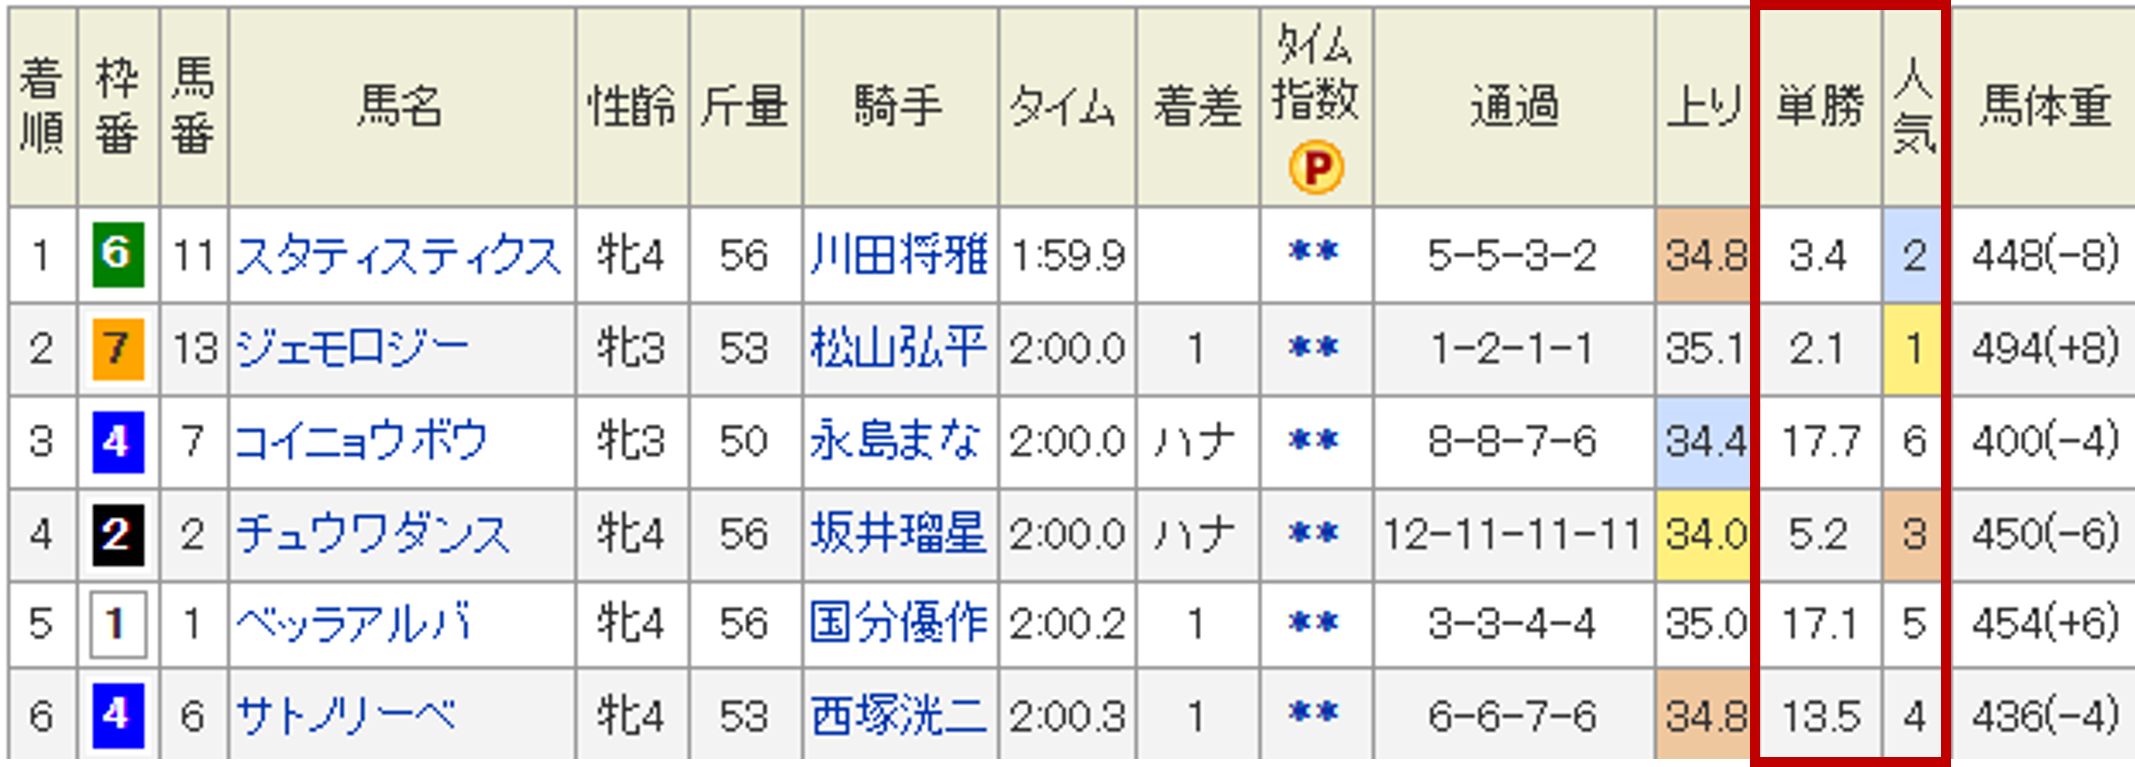 着順 枠番 馬番 馬名 性齢 斤量 騎手 タイム 着差 ﾀｲﾑ指数 P 通過 上り 単勝 人気 馬体重
1 6 11 スタティスティクス 牝4 56 川田将雅 1:59.9 ** 5-5-3-2 34.8 3.4 2 448(-8)
2 7 13 ジェモロジー 牝3 53 松山弘平 2:00.0 1 ** 1-2-1-1 35.1 2.1 1 494(+8)
3 4 7 コイニョウボウ 牝3 50 永島まな 2:00.0 ハナ ** 8-8-7-6 34.4 17.7 6 400(-4)
4 2 2 チュウワダンス 牝4 56 坂井瑠星 2:00.0 ハナ ** 12-11-11-11 34.0 5.2 3 450(-6)
5 1 1 ベッラアルバ 牝4 56 国分優作 2:00.2 1 ** 3-3-4-4 35.0 17.1 5 454(+6)
6 4 6 サトノリーベ 牝4 53 西塚洸二 2:00.3 1 ** 6-6-7-6 34.8 13.5 4 436(-4)